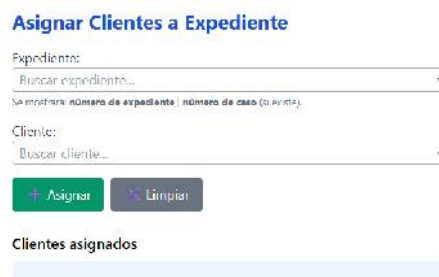 Asignar Clientes a Expediente
Expediente:
Buscar expediente...
Se mostrara: número de expediente | número de caso (si existe).
Cliente:
Buscar cliente...
Asignar
Limpiar
Clientes asignados